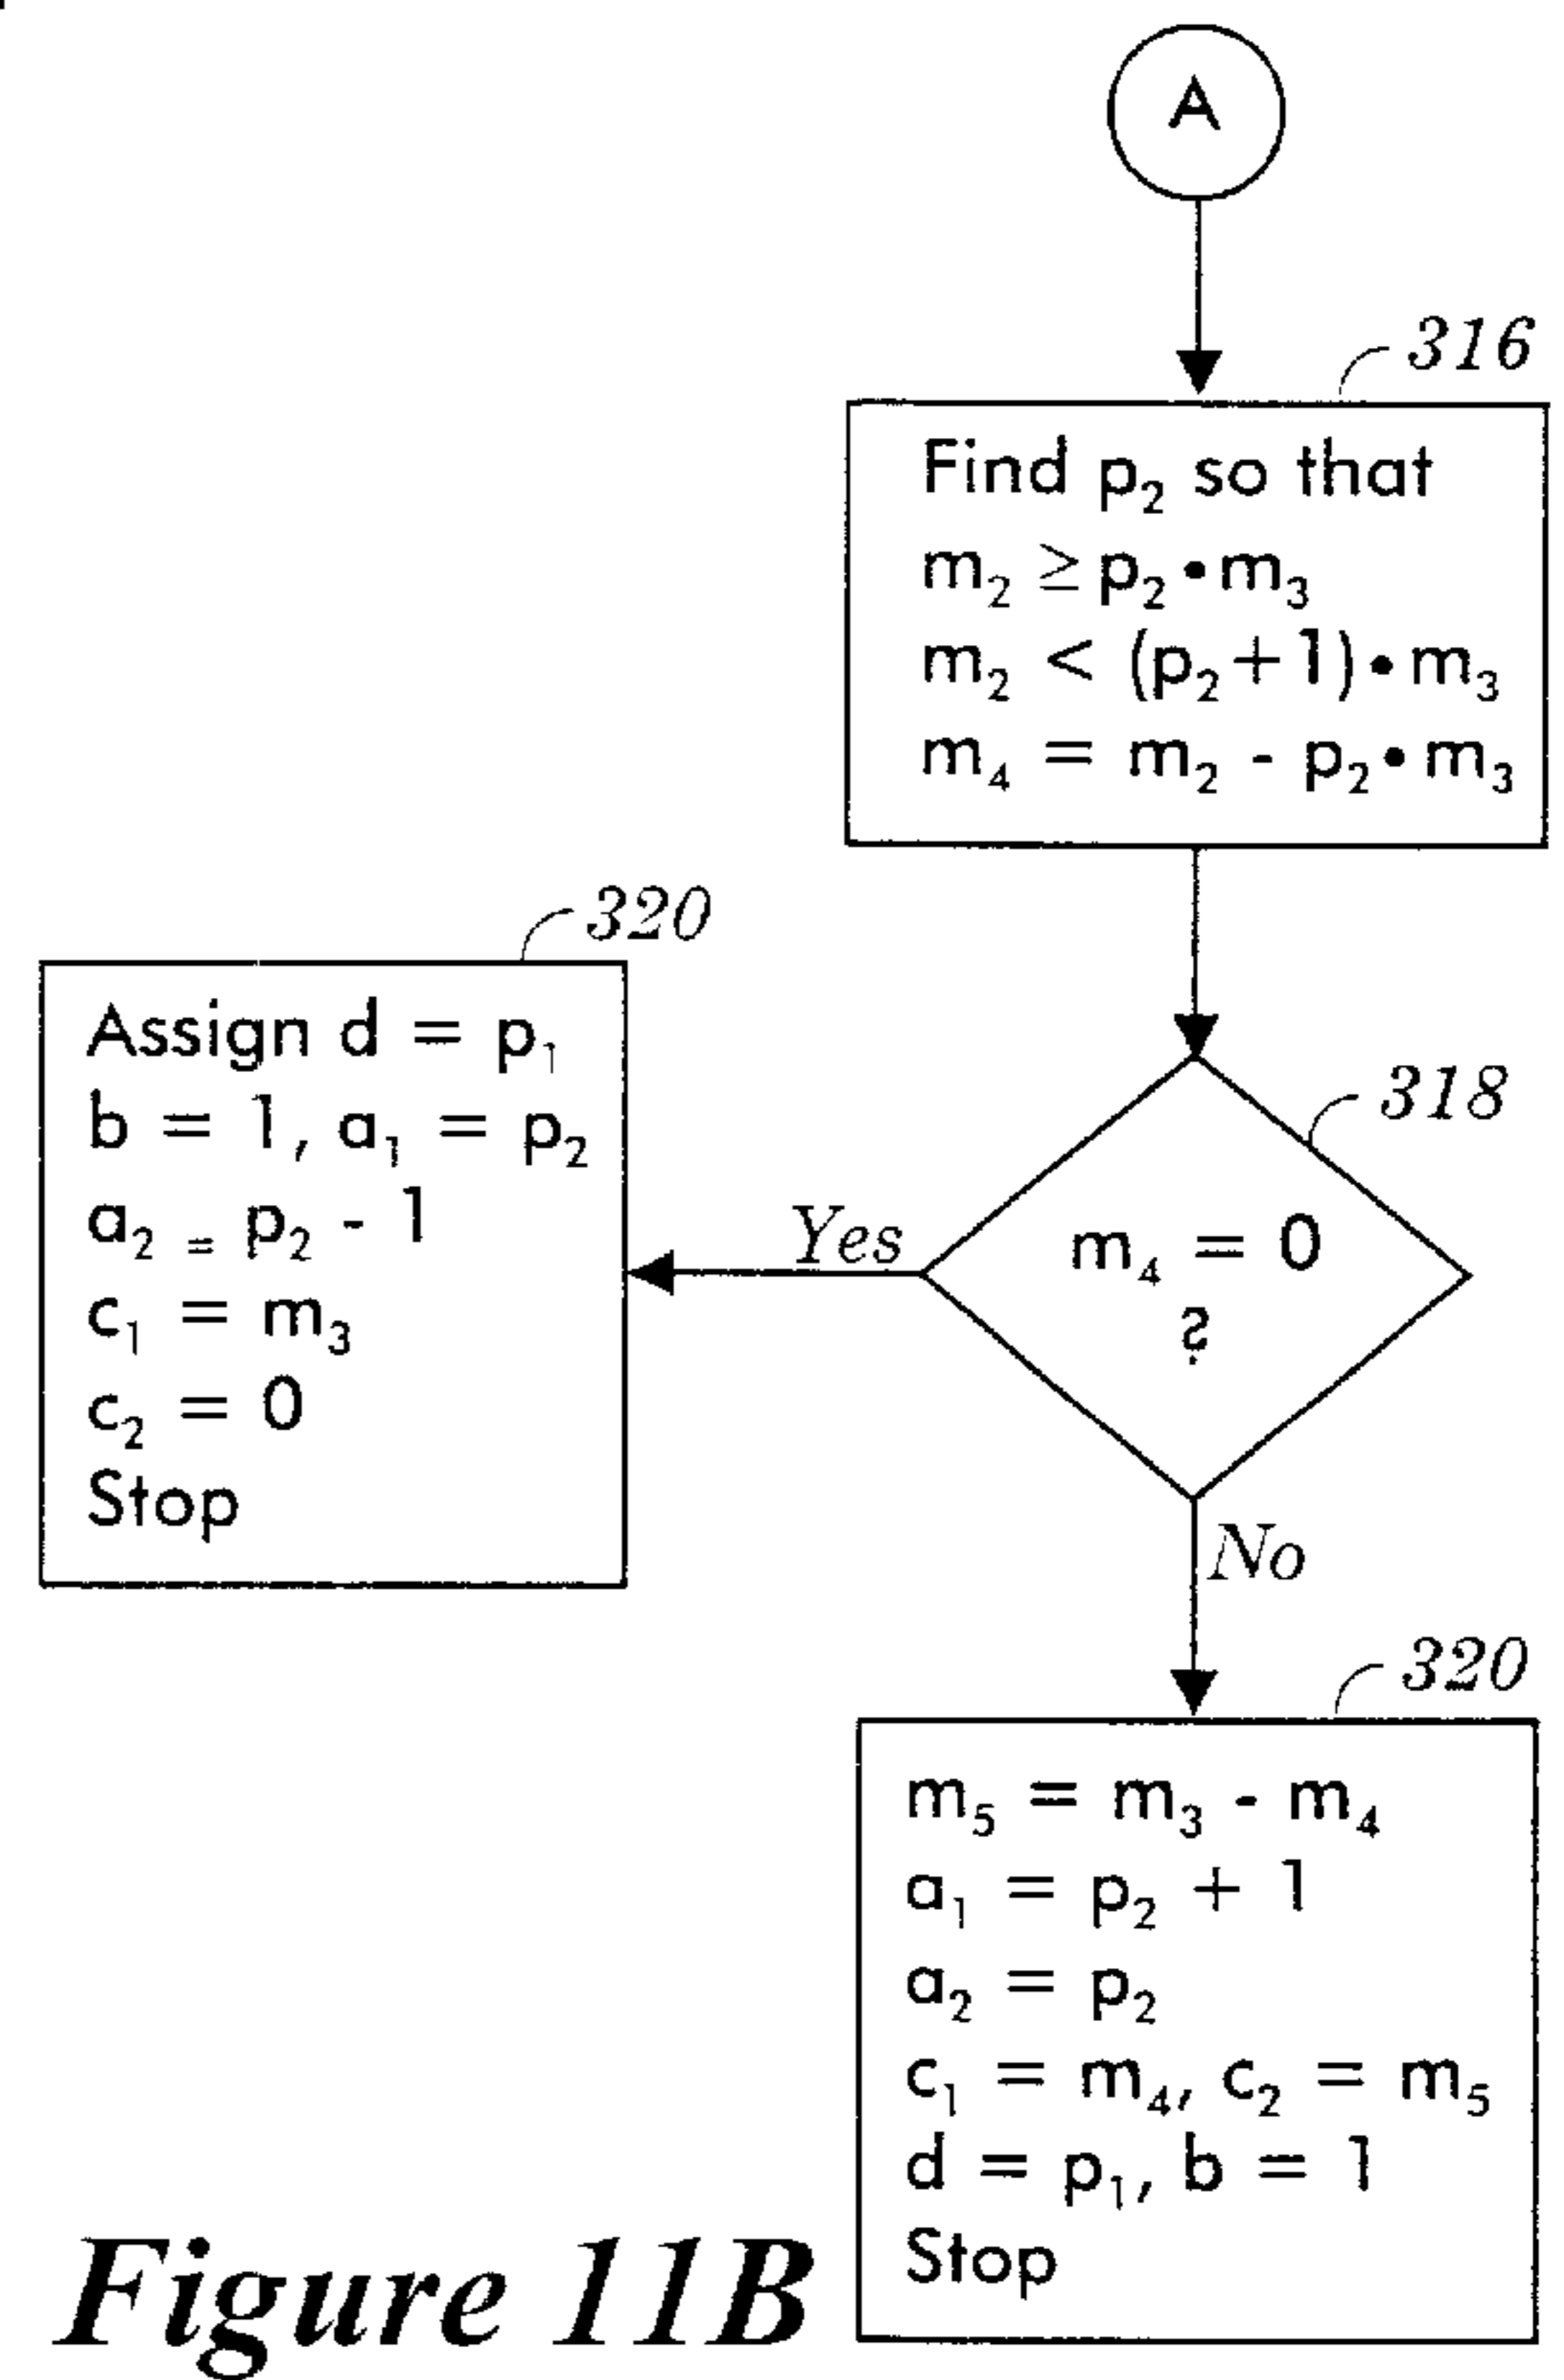 A
316
Find p₂ so that
m₂ ≥ p₂•m₃
m₂ < (p₂+1)•m₃
m₄ = m₂ - p₂•m₃
320
Assign d = p₁
b = 1, a₁ = p₂
a₂ = p₂ - 1
c₁ = m₃
c₂ = 0
Stop
318
m₄ = 0
?
Yes
No
320
m₅ = m₃ - m₄
a₁ = p₂ + 1
a₂ = p₂
c₁ = m₄, c₂ = m₅
d = p₁, b = 1
Stop
Figure 11B